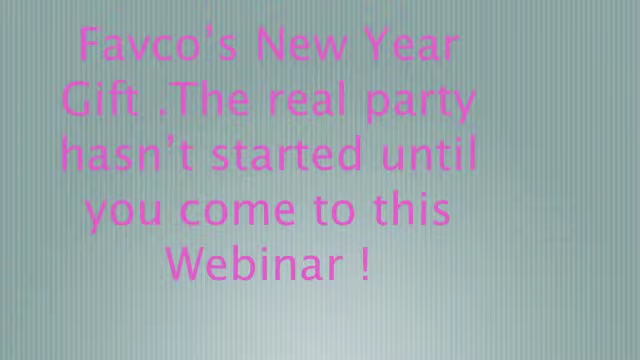 Favco's New Year
Gift .The real party
hasn't started until
you come to this
Webinar !